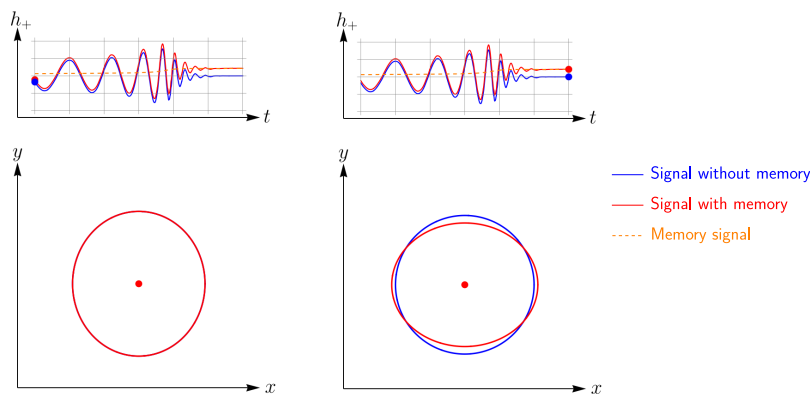 h₊
t
h₊
t
y
x
y
x
Signal without memory
Signal with memory
Memory signal